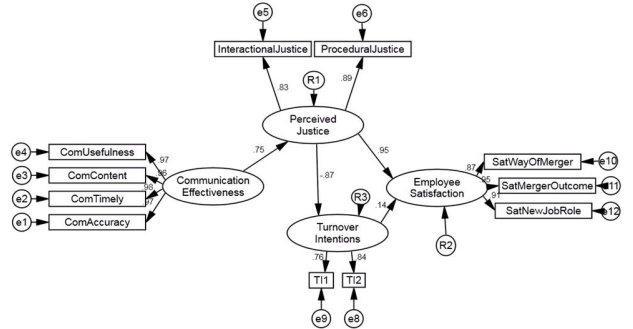 e5
e6
InteractionalJustice
ProceduralJustice
.83
R1
.89
Perceived
Justice
e4
ComUsefulness
.97
.75
.95
e3
ComContent
.96
Communication
Effectiveness
e2
ComTimely
.98
e1
ComAccuracy
.97
-.87
Employee
Satisfaction
.87
SatWayOfMerger
e10
.95
SatMergerOutcome
e11
.91
SatNewJobRole
e12
R3
.14
Turnover
Intentions
R2
.76
.84
TI1
TI2
e9
e8